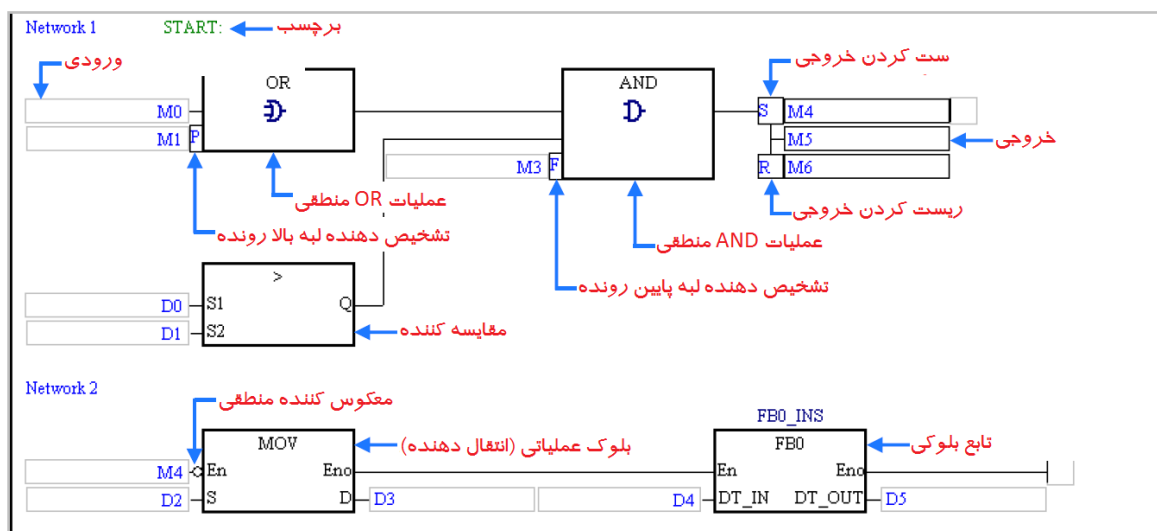 Network 1 START: برچسب
ورودی
ست کردن خروجی
OR
AND
M0
S M4
M1 P
M5
خروجی
M3 F
R M6
عملیات OR منطقی
ریست کردن خروجی
تشخیص دهنده لبه بالا رونده
عملیات AND منطقی
>
تشخیص دهنده لبه پایین رونده
D0 S1 Q
D1 S2
مقایسه کننده
Network 2
معکوس کننده منطقی
FB0_INS
MOV
بلوک عملیاتی (انتقال دهنده)
FB0
تابع بلوکی
M4 En Eno
En Eno
D2 S D D3
D4 DT_IN DT_OUT D5